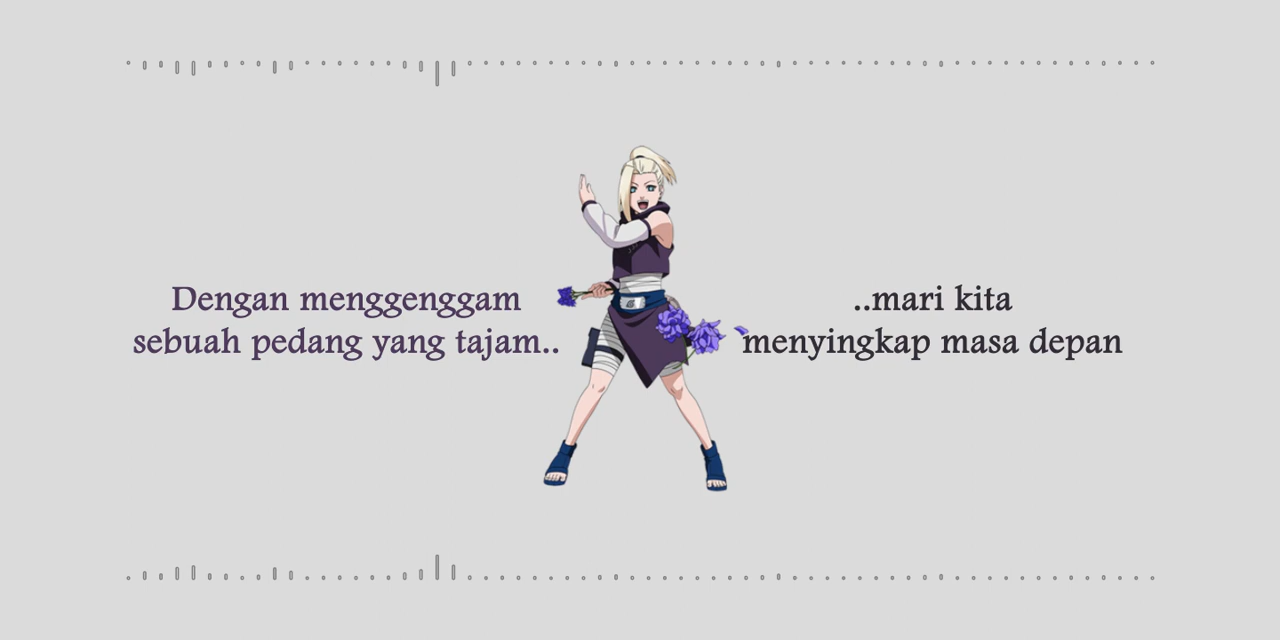 Dengan menggenggam
sebuah pedang yang tajam..
..mari kita
menyingkap masa depan